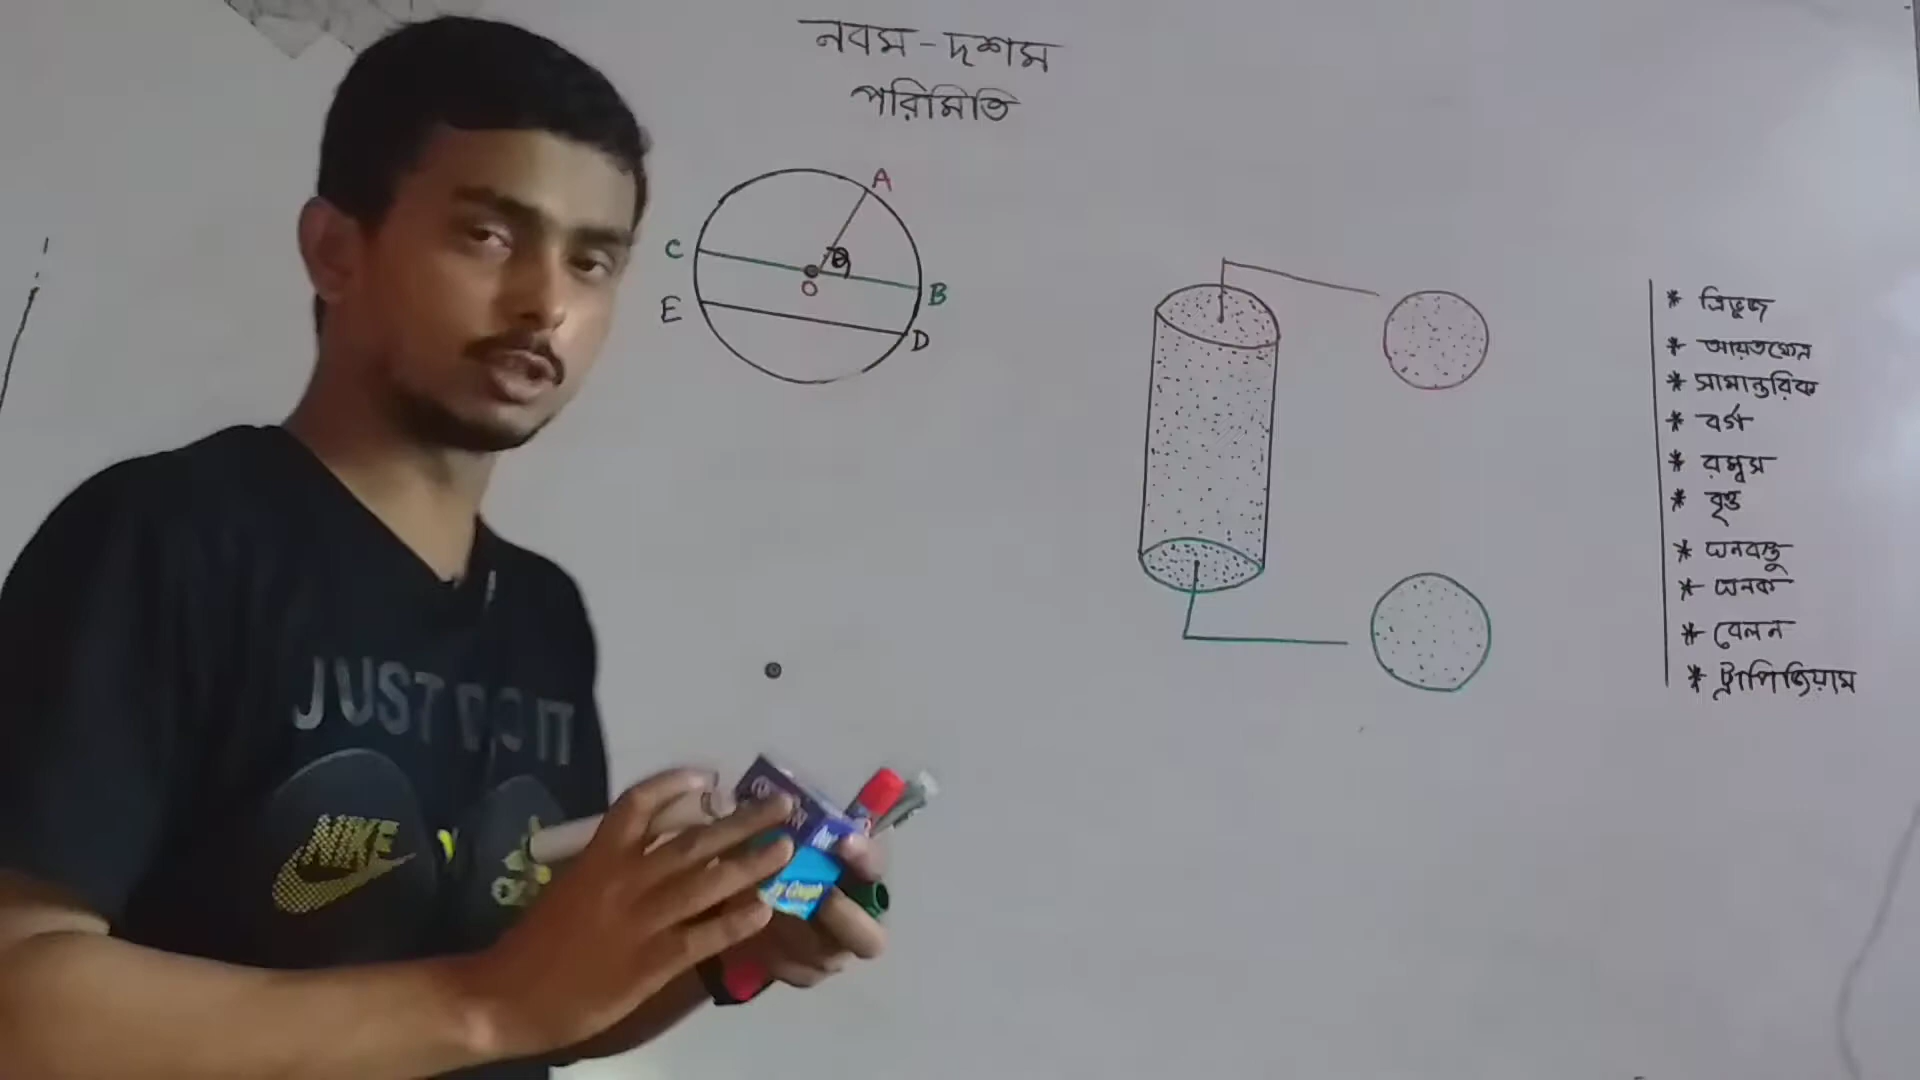 নবম-দশম
পরিমিতি
A
C
θ
O
B
E
D
* ত্রিভুজ
* আয়তক্ষেত্র
* সামান্তরিক
* বর্গ
* রম্বস
* বৃত্ত
* ঘনবস্তু
* ঘনক
* বেলন
* ট্রাপিজিয়াম
JUST DO IT
NIKE